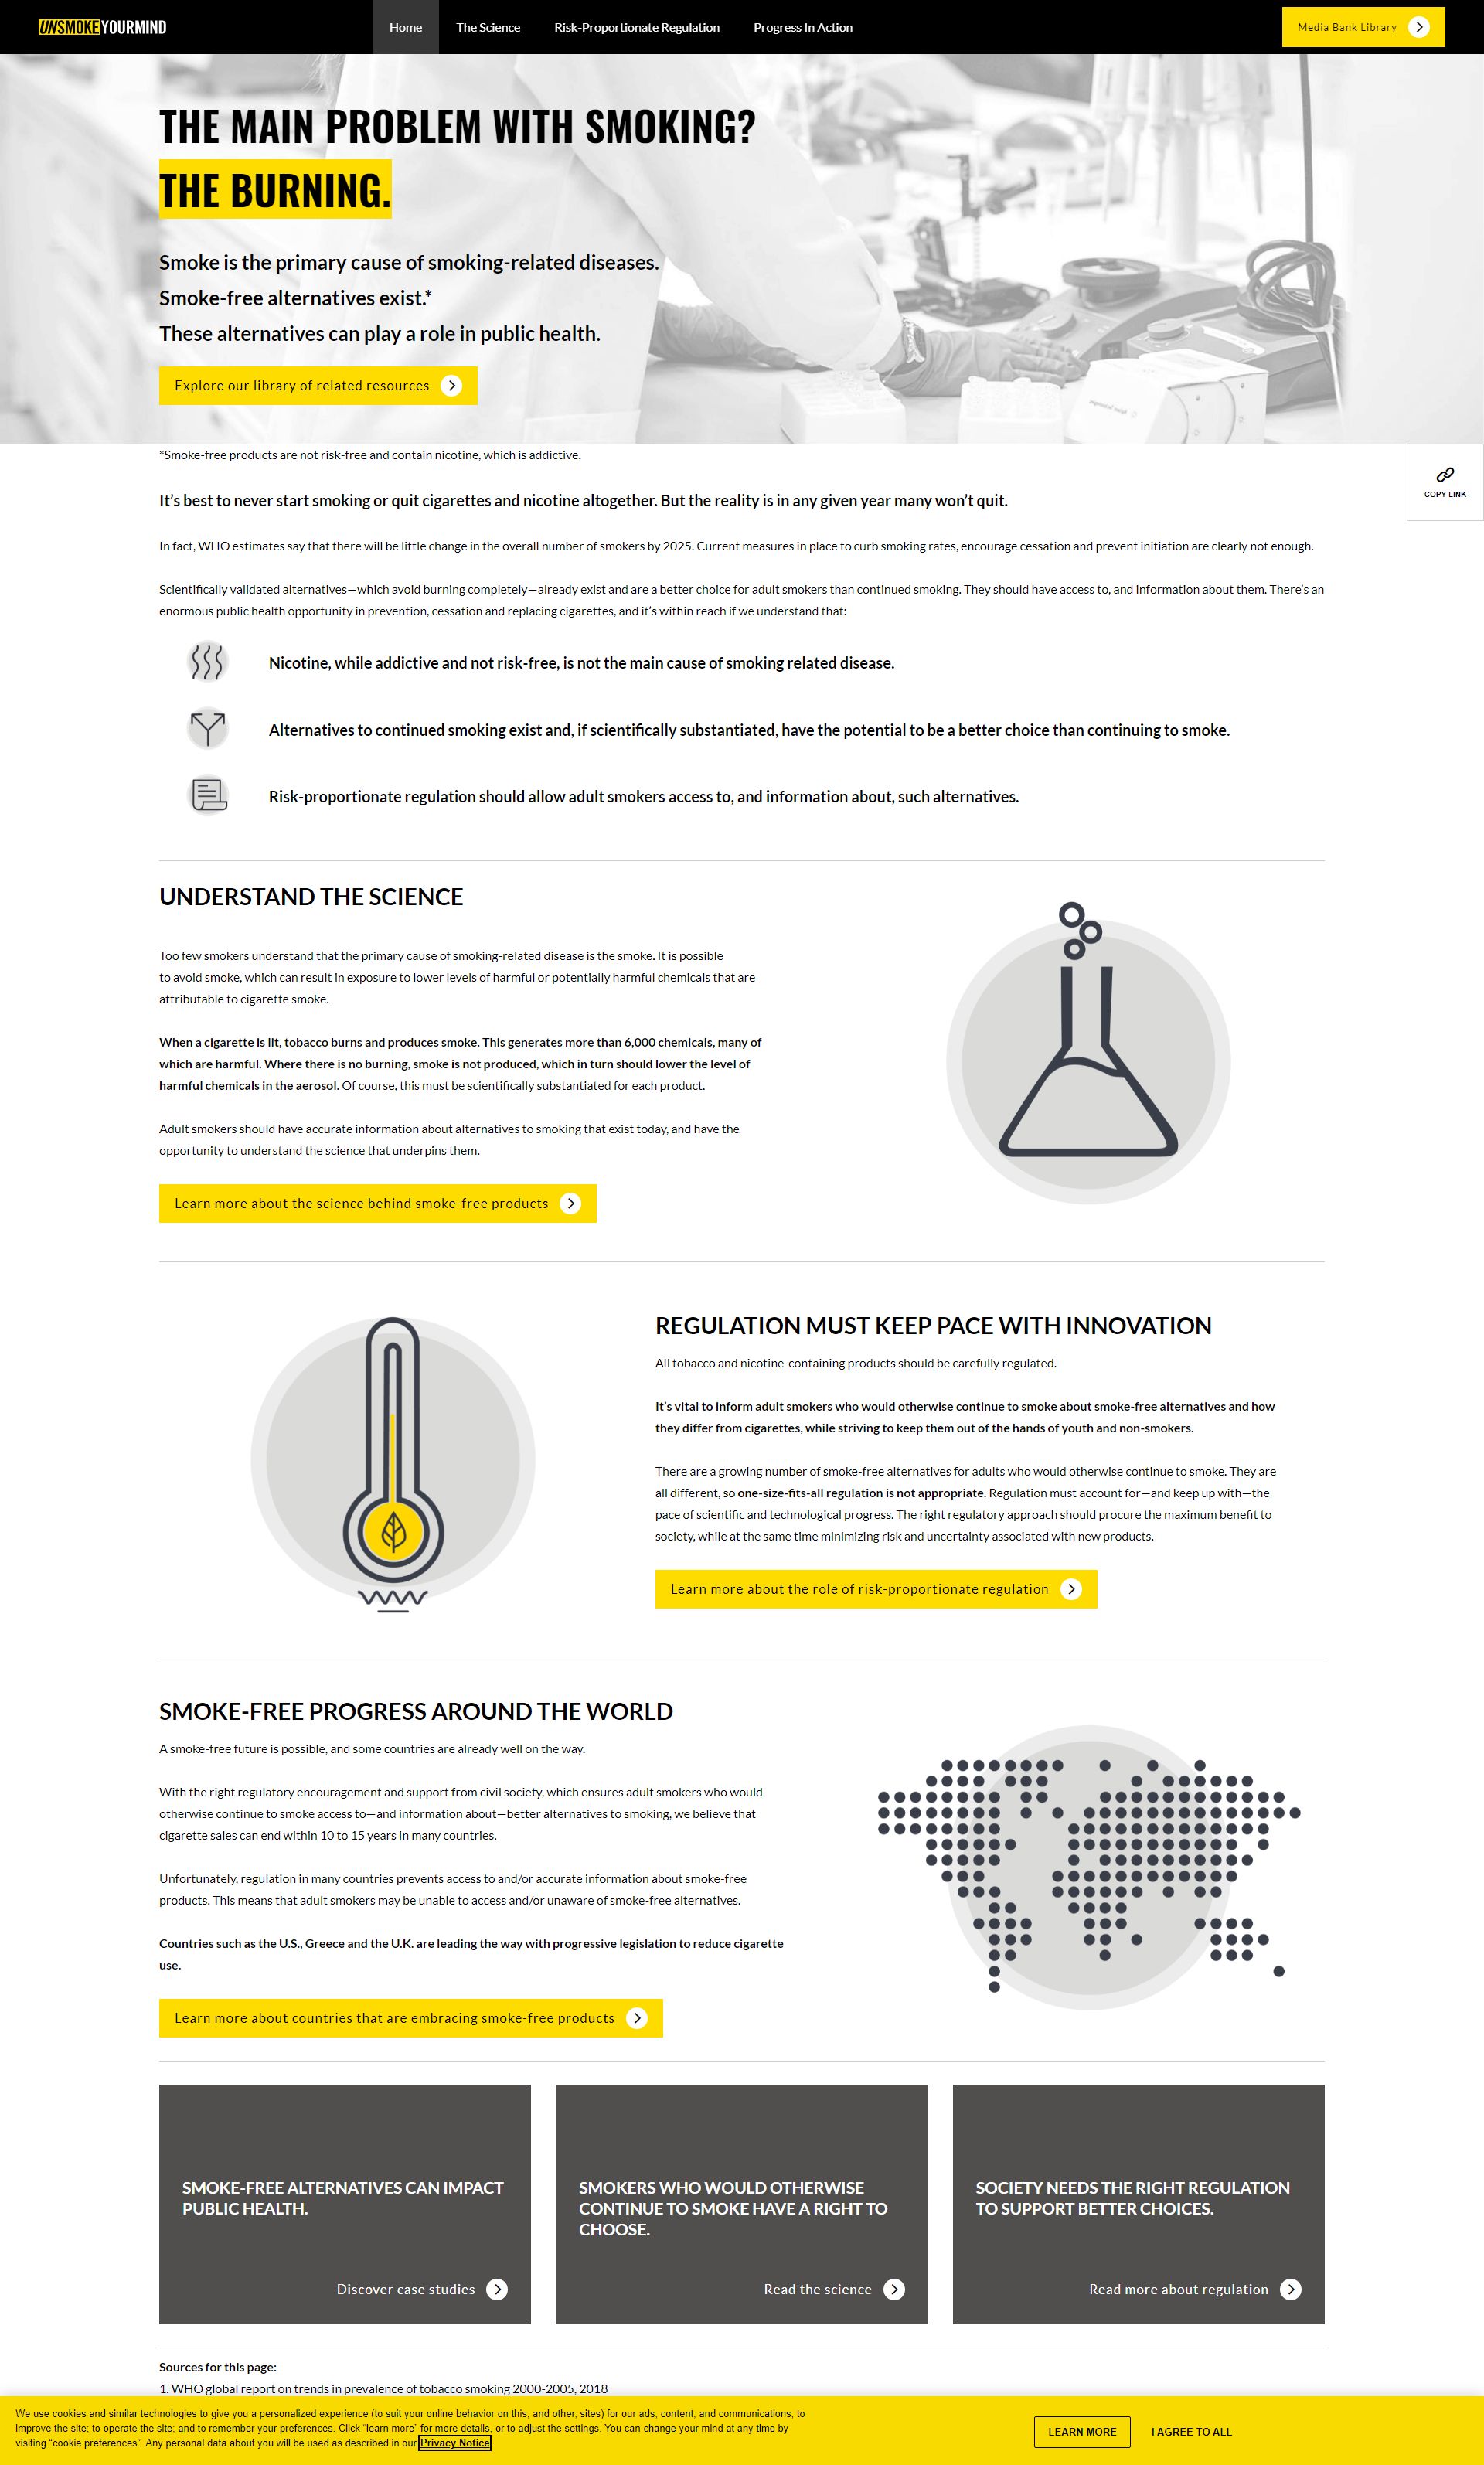 UNSMOKEYOURMIND
Home
The Science
Risk-Proportionate Regulation
Progress In Action
Media Bank Library
THE MAIN PROBLEM WITH SMOKING?
THE BURNING.
Smoke is the primary cause of smoking-related diseases.
Smoke-free alternatives exist.*
These alternatives can play a role in public health.
Explore our library of related resources
*Smoke-free products are not risk-free and contain nicotine, which is addictive.
COPY LINK
It’s best to never start smoking or quit cigarettes and nicotine altogether. But the reality is in any given year many won’t quit.
In fact, WHO estimates say that there will be little change in the overall number of smokers by 2025. Current measures in place to curb smoking rates, encourage cessation and prevent initiation are clearly not enough.
Scientifically validated alternatives—which avoid burning completely—already exist and are a better choice for adult smokers than continued smoking. They should have access to, and information about them. There’s an
enormous public health opportunity in prevention, cessation and replacing cigarettes, and it’s within reach if we understand that:
Nicotine, while addictive and not risk-free, is not the main cause of smoking related disease.
Alternatives to continued smoking exist and, if scientifically substantiated, have the potential to be a better choice than continuing to smoke.
Risk-proportionate regulation should allow adult smokers access to, and information about, such alternatives.
UNDERSTAND THE SCIENCE
Too few smokers understand that the primary cause of smoking-related disease is the smoke. It is possible
to avoid smoke, which can result in exposure to lower levels of harmful or potentially harmful chemicals that are
attributable to cigarette smoke.
When a cigarette is lit, tobacco burns and produces smoke. This generates more than 6,000 chemicals, many of
which are harmful. Where there is no burning, smoke is not produced, which in turn should lower the level of
harmful chemicals in the aerosol. Of course, this must be scientifically substantiated for each product.
Adult smokers should have accurate information about alternatives to smoking that exist today, and have the
opportunity to understand the science that underpins them.
Learn more about the science behind smoke-free products
REGULATION MUST KEEP PACE WITH INNOVATION
All tobacco and nicotine-containing products should be carefully regulated.
It’s vital to inform adult smokers who would otherwise continue to smoke about smoke-free alternatives and how
they differ from cigarettes, while striving to keep them out of the hands of youth and non-smokers.
There are a growing number of smoke-free alternatives for adults who would otherwise continue to smoke. They are
all different, so one-size-fits-all regulation is not appropriate. Regulation must account for—and keep up with—the
pace of scientific and technological progress. The right regulatory approach should procure the maximum benefit to
society, while at the same time minimizing risk and uncertainty associated with new products.
Learn more about the role of risk-proportionate regulation
SMOKE-FREE PROGRESS AROUND THE WORLD
A smoke-free future is possible, and some countries are already well on the way.
With the right regulatory encouragement and support from civil society, which ensures adult smokers who would
otherwise continue to smoke access to—and information about—better alternatives to smoking, we believe that
cigarette sales can end within 10 to 15 years in many countries.
Unfortunately, regulation in many countries prevents access to and/or accurate information about smoke-free
products. This means that adult smokers may be unable to access and/or unaware of smoke-free alternatives.
Countries such as the U.S., Greece and the U.K. are leading the way with progressive legislation to reduce cigarette
use.
Learn more about countries that are embracing smoke-free products
SMOKE-FREE ALTERNATIVES CAN IMPACT
PUBLIC HEALTH.
Discover case studies
SMOKERS WHO WOULD OTHERWISE
CONTINUE TO SMOKE HAVE A RIGHT TO
CHOOSE.
Read the science
SOCIETY NEEDS THE RIGHT REGULATION
TO SUPPORT BETTER CHOICES.
Read more about regulation
Sources for this page:
1. WHO global report on trends in prevalence of tobacco smoking 2000-2005, 2018
We use cookies and similar technologies to give you a personalized experience (to suit your online behavior on this, and other, sites) for our ads, content, and communications; to
improve the site; to operate the site; and to remember your preferences. Click “learn more” for more details, or to adjust the settings. You can change your mind at any time by
visiting “cookie preferences”. Any personal data about you will be used as described in our Privacy Notice
LEARN MORE
I AGREE TO ALL